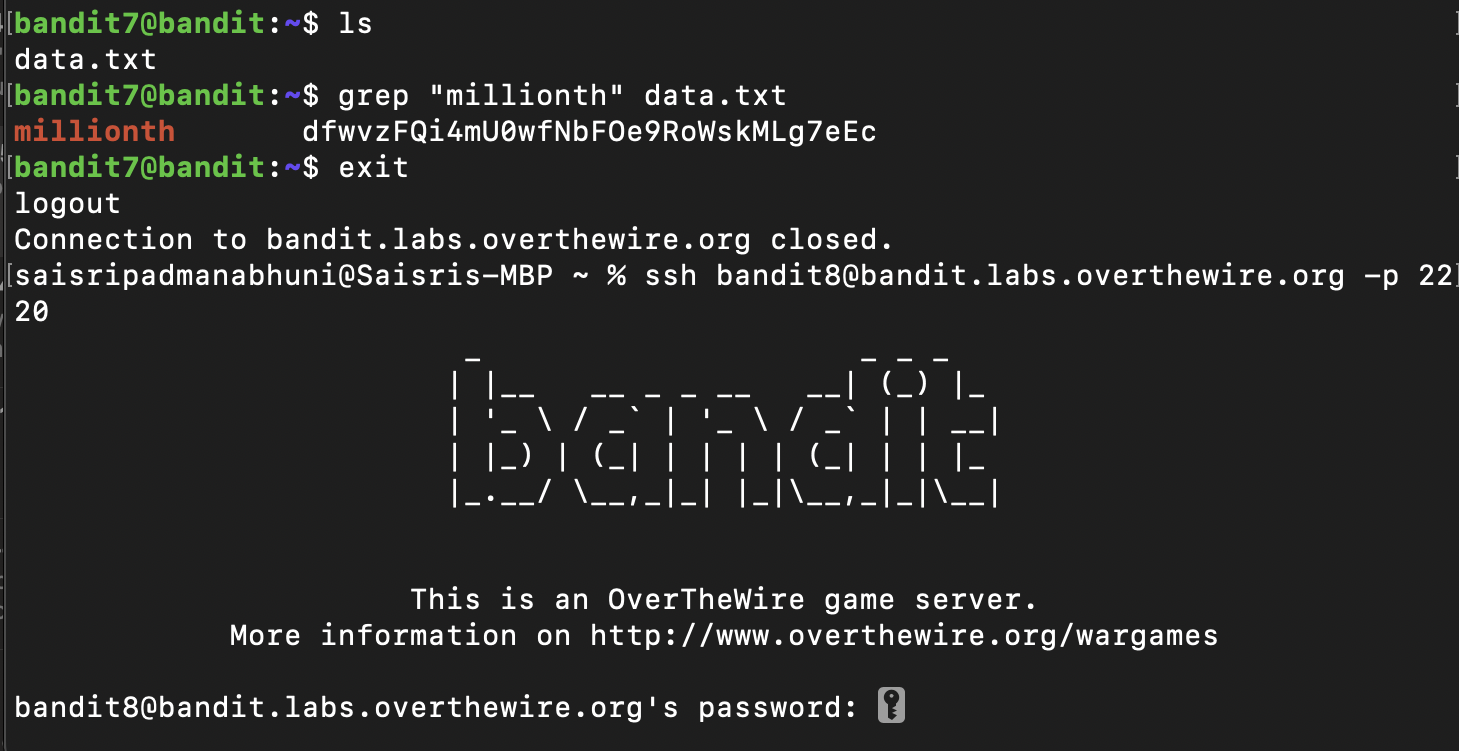 bandit7@bandit:~$ ls
data.txt
bandit7@bandit:~$ grep "millionth" data.txt
millionth       dfwvzFQi4mU0wfNbFOe9RoWskMLg7eEc
bandit7@bandit:~$ exit
logout
Connection to bandit.labs.overthewire.org closed.
saisripadmanabhuni@Saisris-MBP ~ % ssh bandit8@bandit.labs.overthewire.org -p 22
20
                         _                     _ _ _
                        | |__   __ _ _ __   __| (_) |_
                        | '_ \ / _` | '_ \ / _` | | __|
                        | |_) | (_| | | | | (_| | | |_
                        |_.__/ \__,_|_| |_|\__,_|_|\__|
                      This is an OverTheWire game server.
            More information on http://www.overthewire.org/wargames
bandit8@bandit.labs.overthewire.org's password: